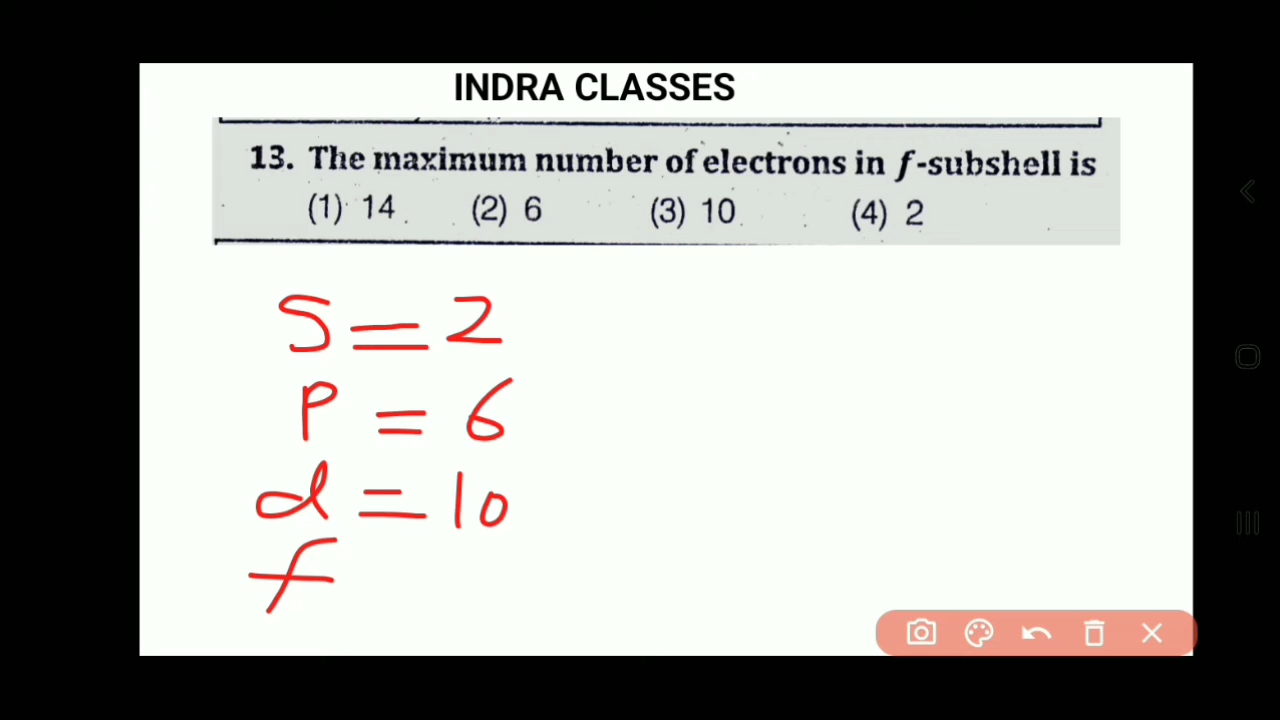 INDRA CLASSES
13. The maximum number of electrons in f-subshell is
(1) 14 (2) 6 (3) 10 (4) 2
S = 2
P = 6
d = 10
f